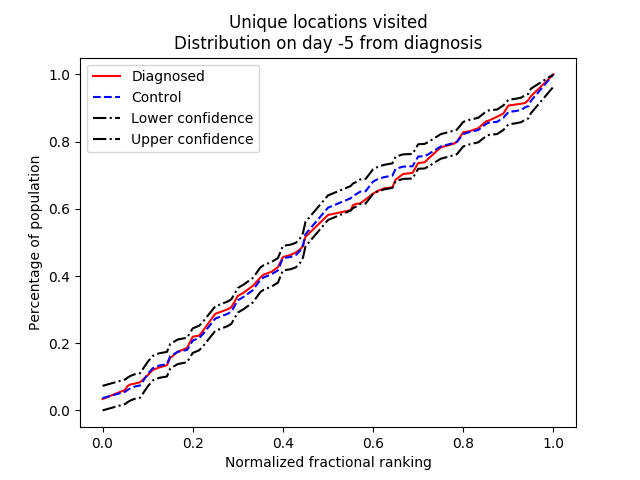 Unique locations visited
Distribution on day -5 from diagnosis
Diagnosed
Control
Lower confidence
Upper confidence
Percentage of population
1.0
0.8
0.6
0.4
0.2
0.0
0.0 0.2 0.4 0.6 0.8 1.0
Normalized fractional ranking